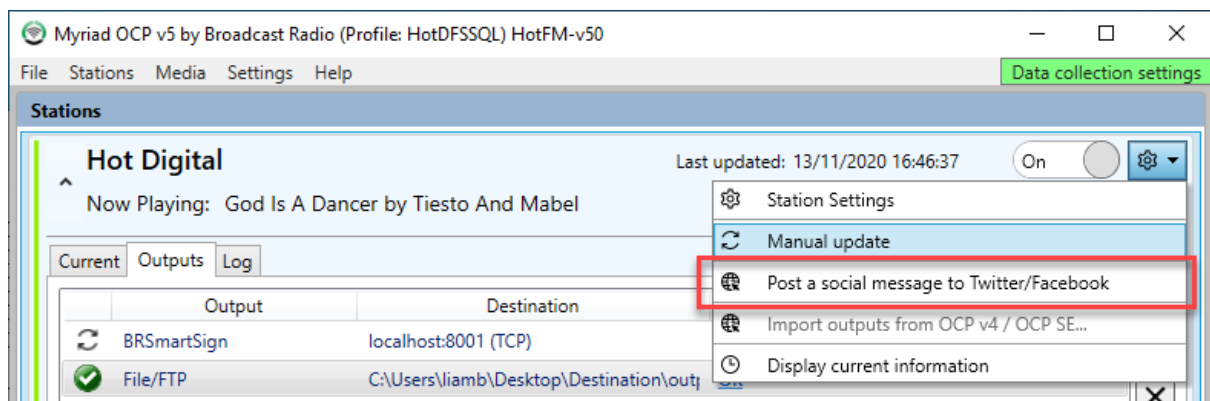 Myriad OCP v5 by Broadcast Radio (Profile: HotDFSSQL) HotFM-v50
File Stations Media Settings Help Data collection settings
Stations
Hot Digital Last updated: 13/11/2020 16:46:37 On
Now Playing: God Is A Dancer by Tiesto And Mabel
Station Settings
Manual update
Post a social message to Twitter/Facebook
Import outputs from OCP v4 / OCP SE...
Display current information
Current Outputs Log
Output Destination
BRSmartSign localhost:8001 (TCP)
File/FTP C:\Users\liamb\Desktop\Destination\outp